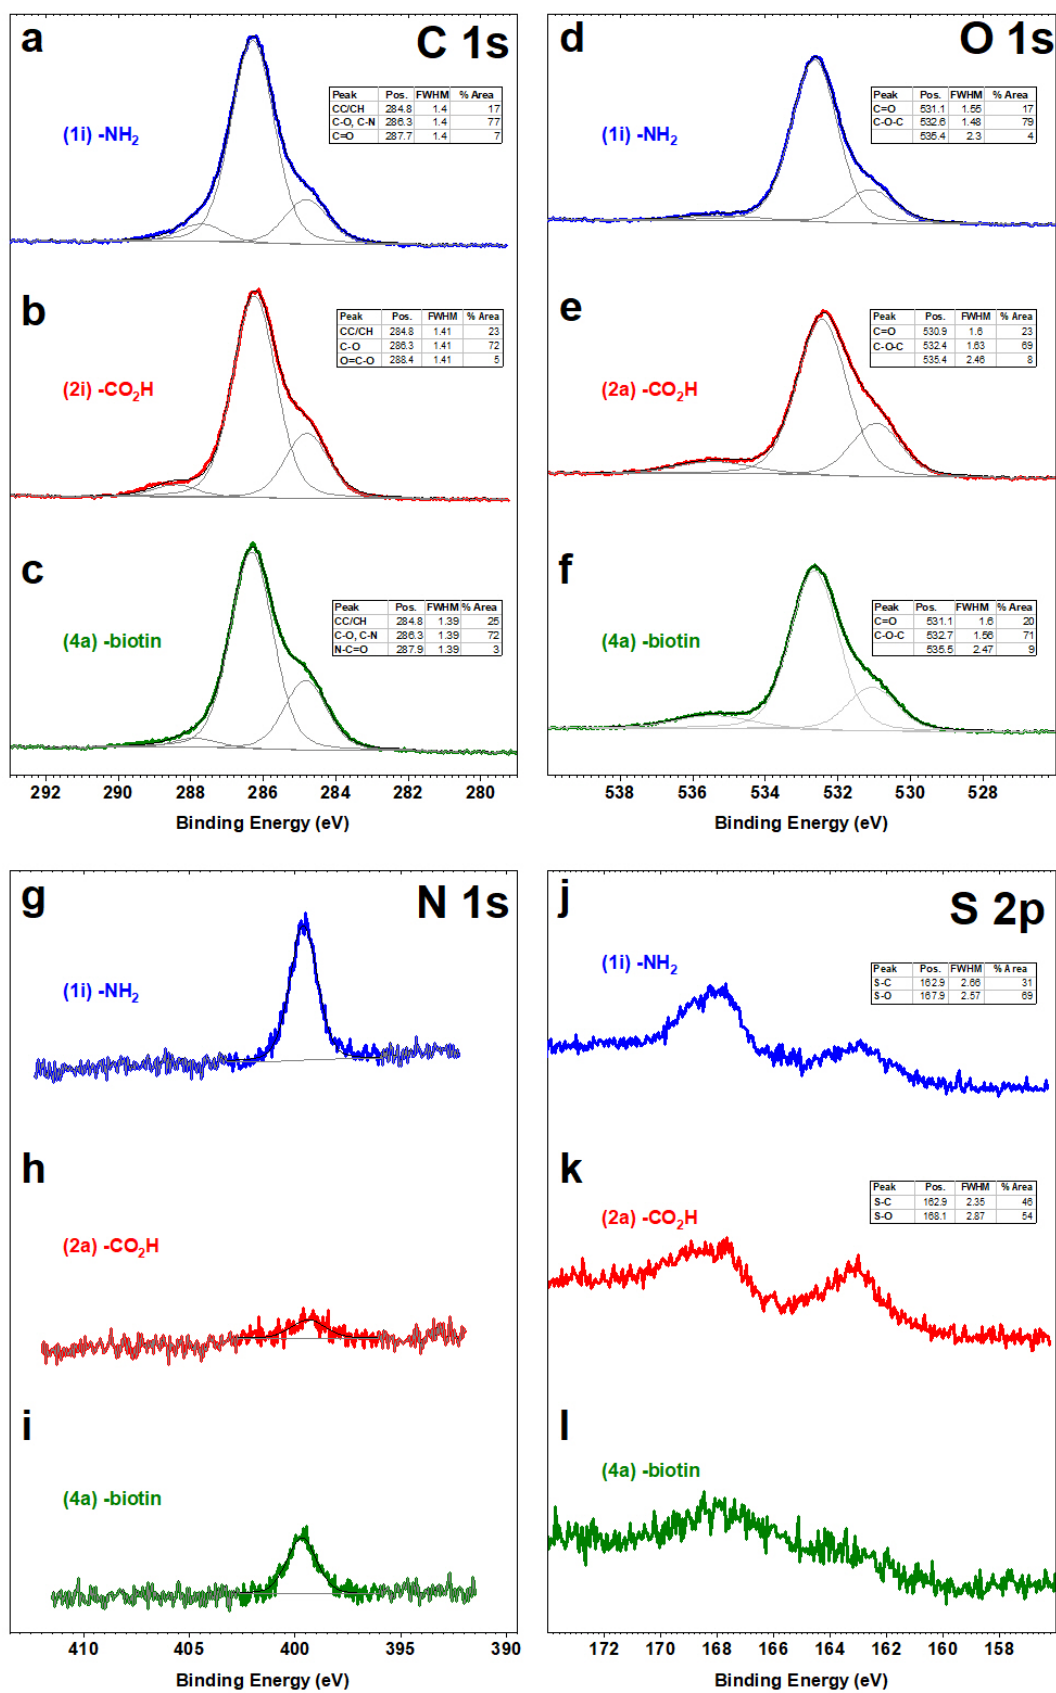 a
C 1s
(1i) -NH₂
Peak Pos. FWHM % Area
CC/CH 284.8 1.4 17
C-O, C-N 286.3 1.4 77
C=O 287.7 1.4 7
b
(2i) -CO₂H
Peak Pos. FWHM % Area
CC/CH 284.8 1.41 23
C-O 286.3 1.41 72
O=C-O 288.4 1.41 5
c
(4a) -biotin
Peak Pos. FWHM % Area
CC/CH 284.8 1.39 25
C-O, C-N 286.3 1.39 72
N-C=O 287.9 1.39 3
292 290 288 286 284 282 280
Binding Energy (eV)
d
O 1s
(1i) -NH₂
Peak Pos. FWHM % Area
C=O 531.1 1.55 17
C-O-C 532.6 1.48 79
535.4 2.3 4
e
(2a) -CO₂H
Peak Pos. FWHM % Area
C=O 530.9 1.6 23
C-O-C 532.4 1.63 69
535.4 2.46 8
f
(4a) -biotin
Peak Pos. FWHM % Area
C=O 531.1 1.6 20
C-O-C 532.7 1.56 71
535.5 2.47 9
538 536 534 532 530 528
Binding Energy (eV)
g
N 1s
(1i) -NH₂
h
(2a) -CO₂H
i
(4a) -biotin
410 405 400 395 390
Binding Energy (eV)
j
S 2p
(1i) -NH₂
Peak Pos. FWHM % Area
S-C 162.9 2.66 31
S-O 167.9 2.57 69
k
(2a) -CO₂H
Peak Pos. FWHM % Area
S-C 162.9 2.35 46
S-O 168.1 2.87 54
l
(4a) -biotin
172 170 168 166 164 162 160 158
Binding Energy (eV)